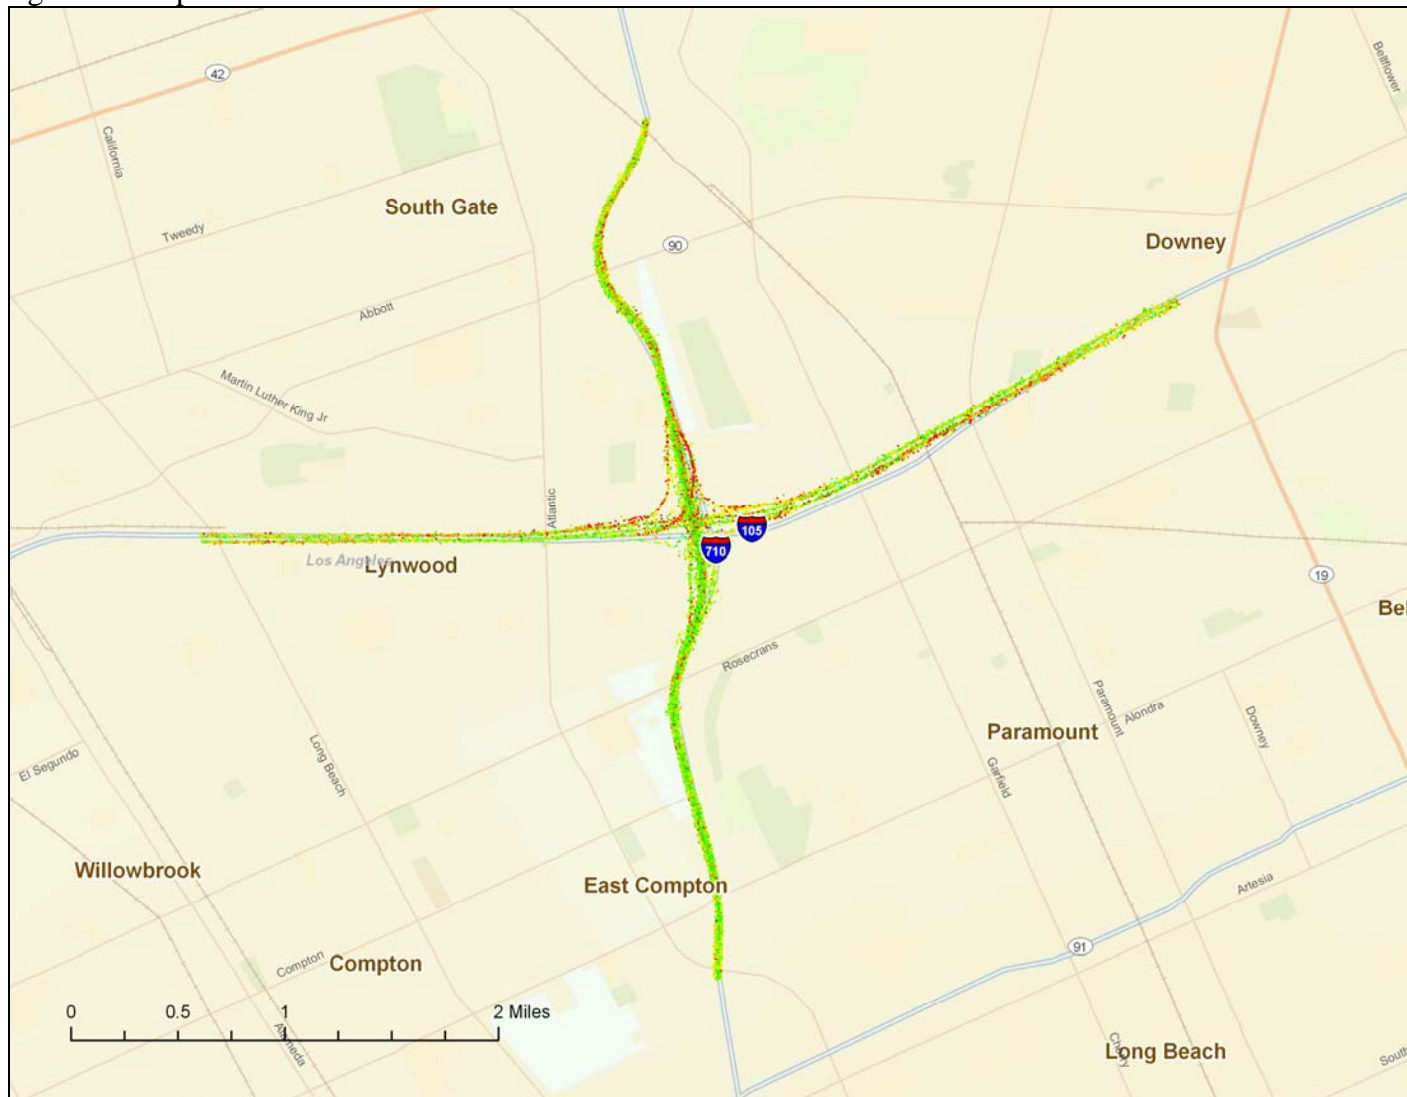 42
Bellflower
California
South Gate
Tweedy
90
Downey
Abbott
Martin Luther King Jr
Atlantic
105
710
Los Angeles
Lynwood
19
Bel
Rosecrans
Paramount
Alondra
Downey
Paramount
El Segundo
Long Beach
Garfield
Willowbrook
East Compton
Artesia
91
Compton
Compton
0 0.5 1 2 Miles
Alameda
Cherry
Long Beach
South